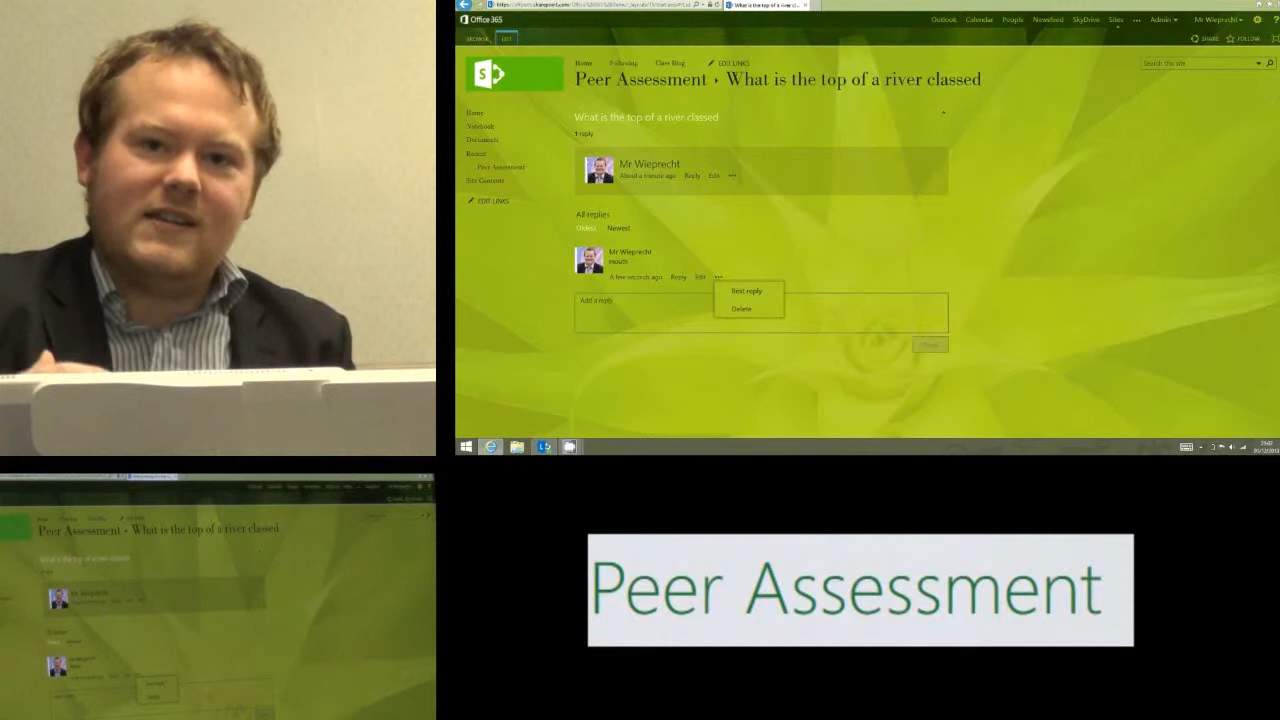 Office 365
Outlook Calendar People Newsfeed SkyDrive Sites ••• Admin Mr Wieprecht
BROWSE LIST
SHARE FOLLOW
Home Following Class Blog EDIT LINKS
Search this site
Peer Assessment ▸ What is the top of a river classed
Home
Notebook
Documents
Recent
Peer Assessment
Site Contents
EDIT LINKS
What is the top of a river classed
1 reply
Mr Wieprecht
About a minute ago Reply Edit •••
All replies
Oldest Newest
Mr Wieprecht
mouth
A few seconds ago Reply Edit •••
Best reply
Delete
Add a reply
Peer Assessment ▸ What is the top of a river classed
Peer Assessment